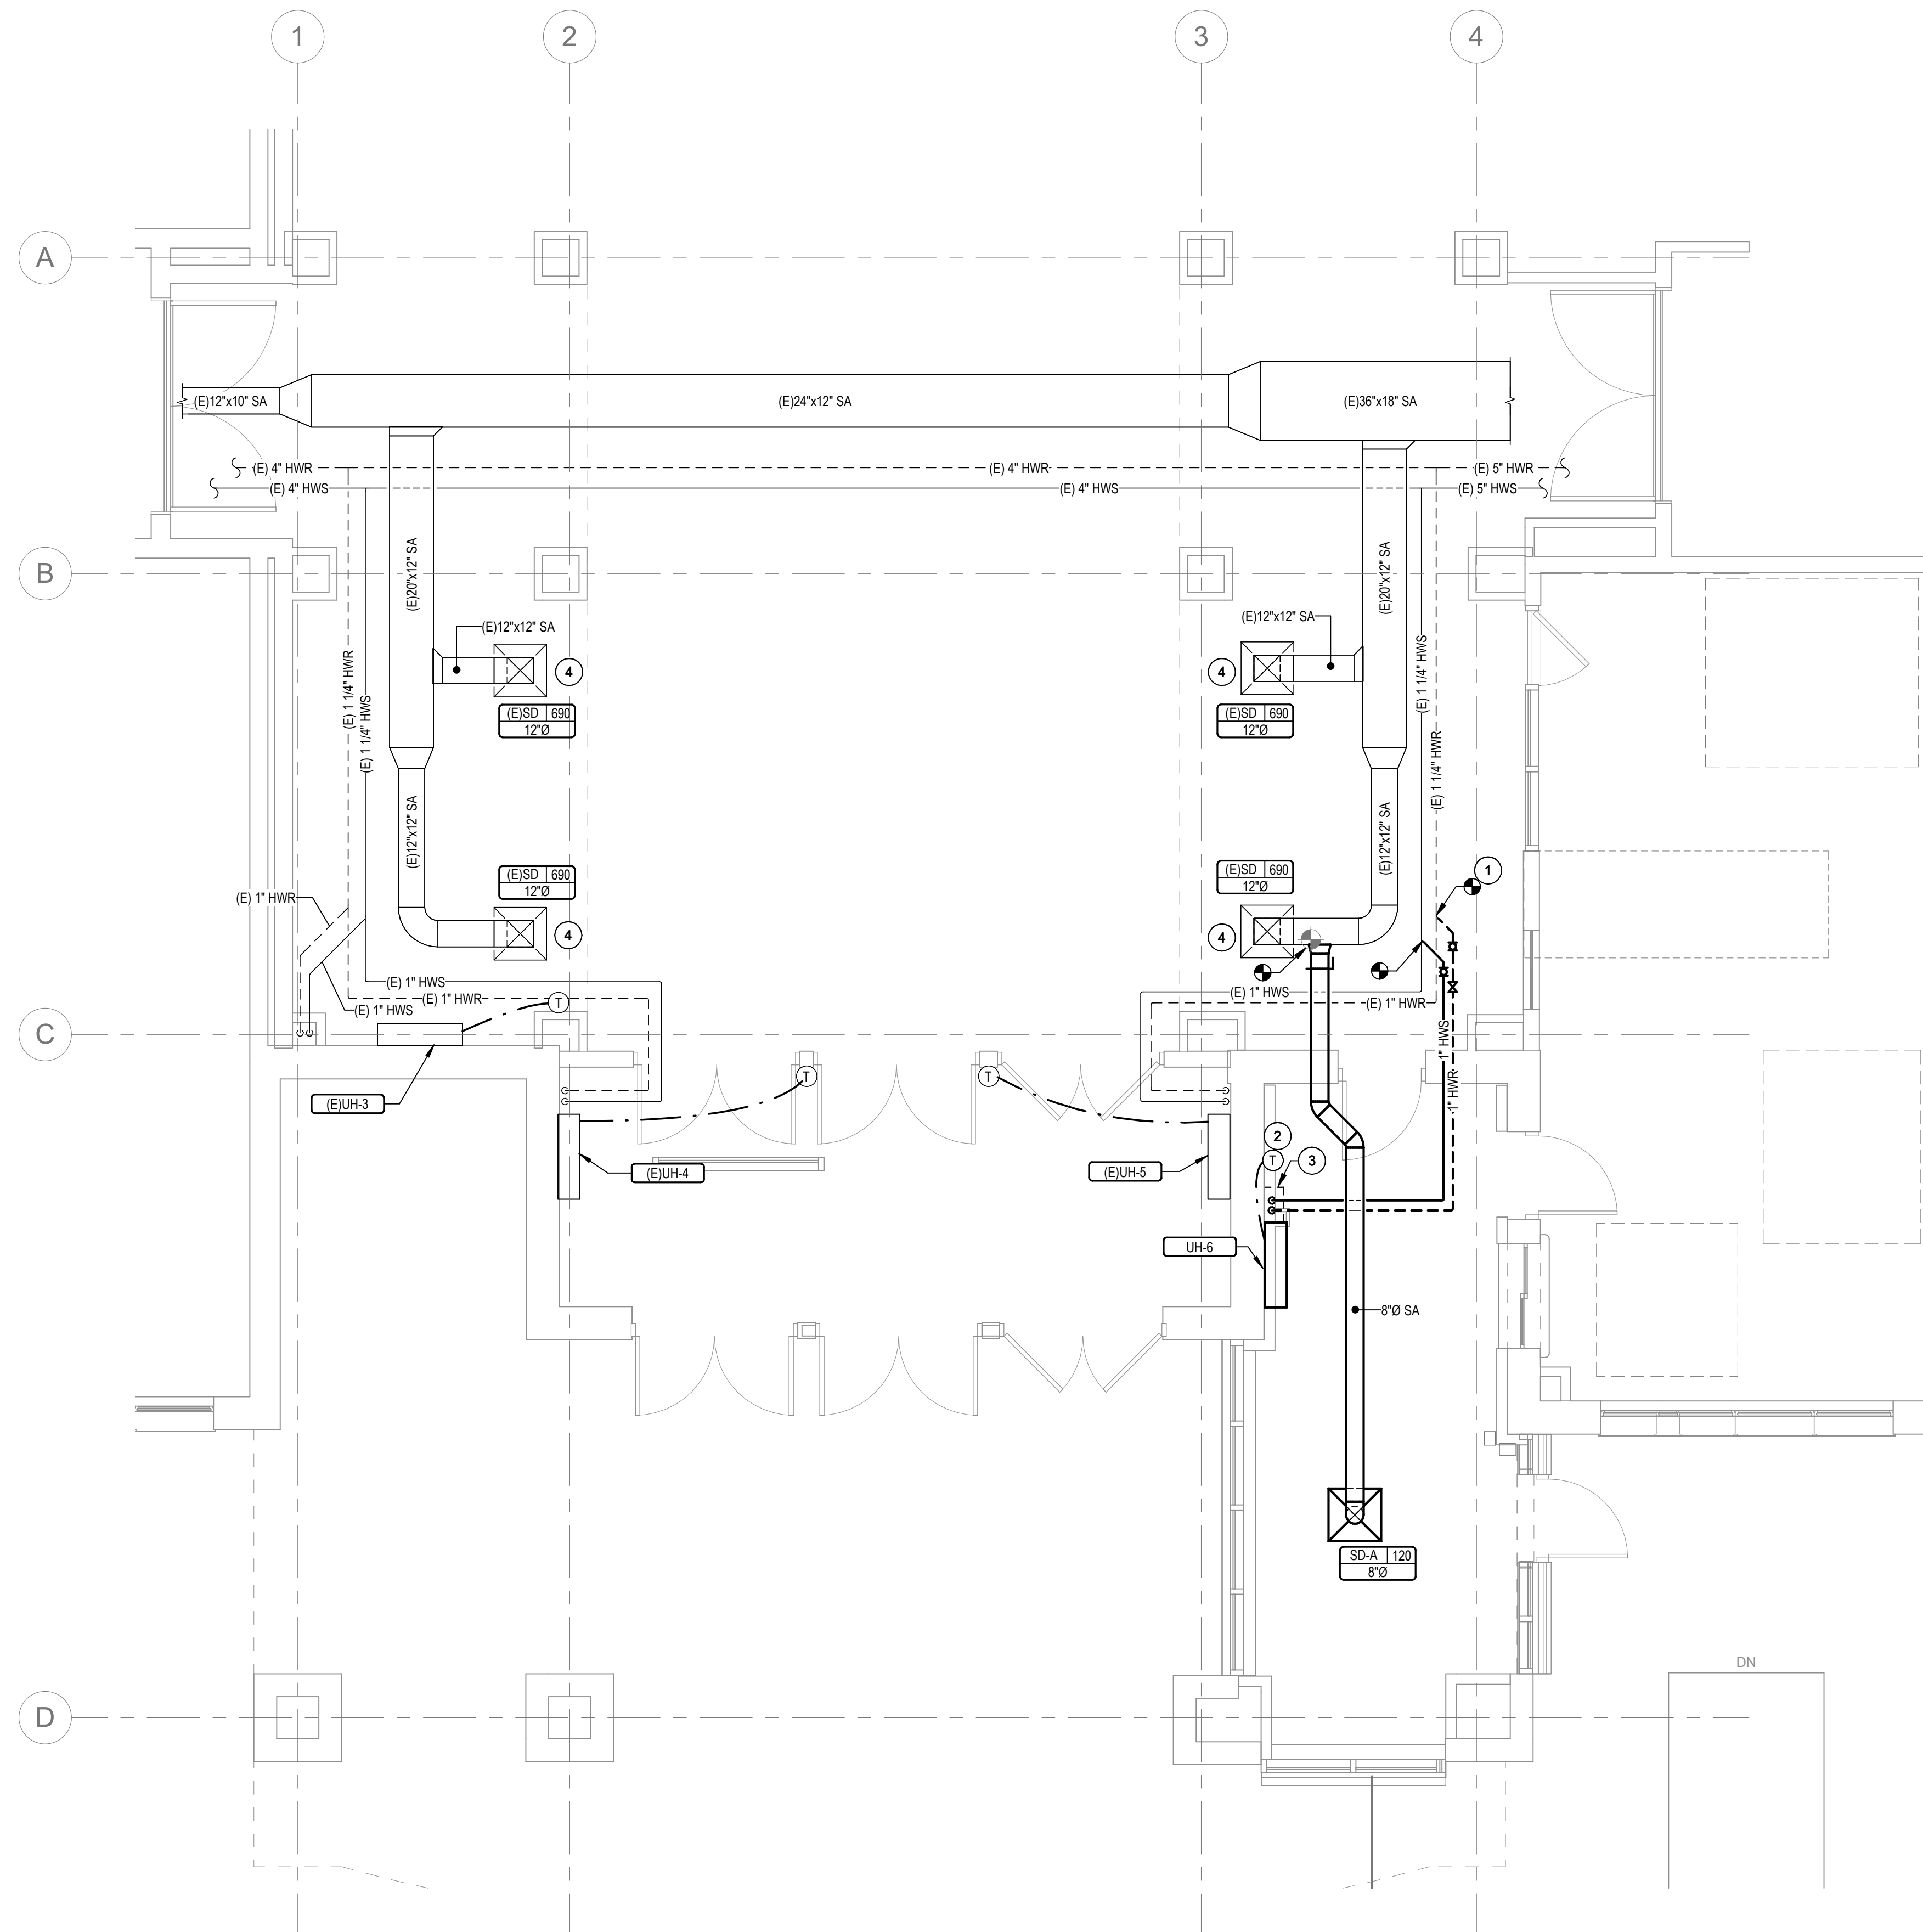 1
2
3
4
A
(E)12"x10" SA
(E)24"x12" SA
(E)36"x18" SA
(E) 4" HWR
(E) 4" HWR
(E) 5" HWR
(E) 4" HWS
(E) 4" HWS
(E) 5" HWS
B
(E)20"x12" SA
(E)20"x12" SA
(E)12"x12" SA
(E)12"x12" SA
4
4
(E) 1 1/4" HWR
(E) 1 1/4" HWS
(E) 1 1/4" HWS
(E) 1 1/4" HWR
(E)SD 690
12"Ø
(E)SD 690
12"Ø
(E)12"x12" SA
(E)12"x12" SA
(E)SD 690
12"Ø
(E)SD 690
12"Ø
1
(E) 1" HWR
4
4
(E) 1" HWS
(E) 1" HWR
(E) 1" HWS
T
(E) 1" HWS
(E) 1" HWR
C
1" HWS
1" HWR
T
T
(E)UH-3
(E)UH-4
(E)UH-5
2
T
3
UH-6
8"Ø SA
SD-A 120
8"Ø
DN
D